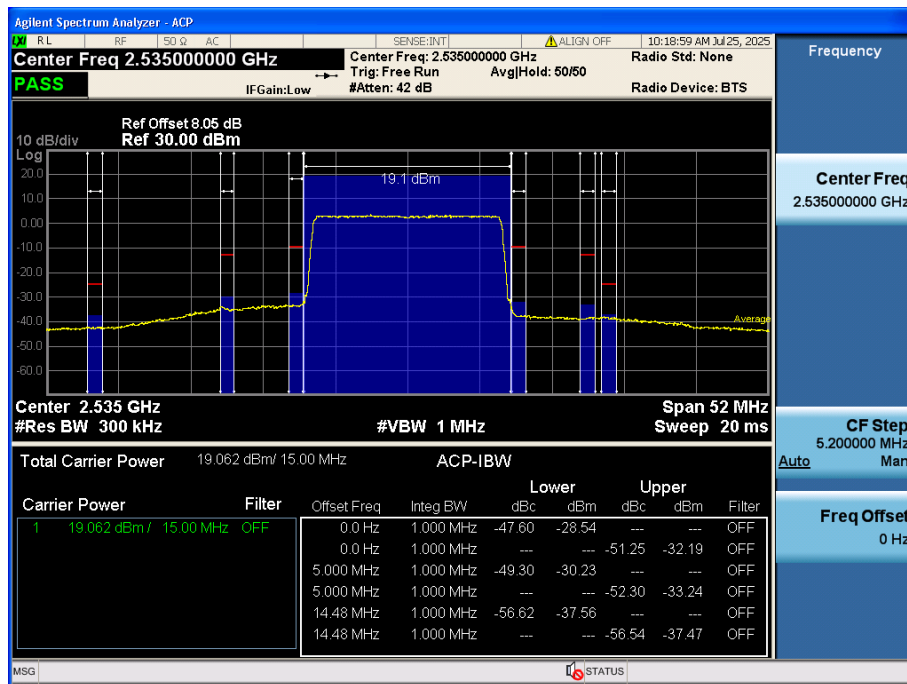 Agilent Spectrum Analyzer - ACP
LXI RL RF 50 Ω AC SENSE:INT ALIGN OFF 10:18:59 AM Jul 25, 2025
Center Freq 2.535000000 GHz
Center Freq: 2.535000000 GHz Radio Std: None
Trig: Free Run Avg|Hold: 50/50
PASS
IFGain:Low #Atten: 42 dB Radio Device: BTS
Ref Offset 8.05 dB
10 dB/div Ref 30.00 dBm
Log
20.0
10.0
0.00
-10.0
-20.0
-30.0
-40.0
-50.0
-60.0
19.1 dBm
Average
Center 2.535 GHz Span 52 MHz
#Res BW 300 kHz #VBW 1 MHz Sweep 20 ms
Total Carrier Power 19.062 dBm/ 15.00 MHz ACP-IBW
Lower Upper
Carrier Power Filter Offset Freq Integ BW dBc dBm dBc dBm Filter
1 19.062 dBm / 15.00 MHz OFF
0.0 Hz 1.000 MHz -47.60 -28.54 --- --- OFF
0.0 Hz 1.000 MHz --- --- -51.25 -32.19 OFF
5.000 MHz 1.000 MHz -49.30 -30.23 --- --- OFF
5.000 MHz 1.000 MHz --- --- -52.30 -33.24 OFF
14.48 MHz 1.000 MHz -56.62 -37.56 --- --- OFF
14.48 MHz 1.000 MHz --- --- -56.54 -37.47 OFF
MSG STATUS
Frequency
Center Freq
2.535000000 GHz
CF Step
5.200000 MHz
Auto Man
Freq Offset
0 Hz